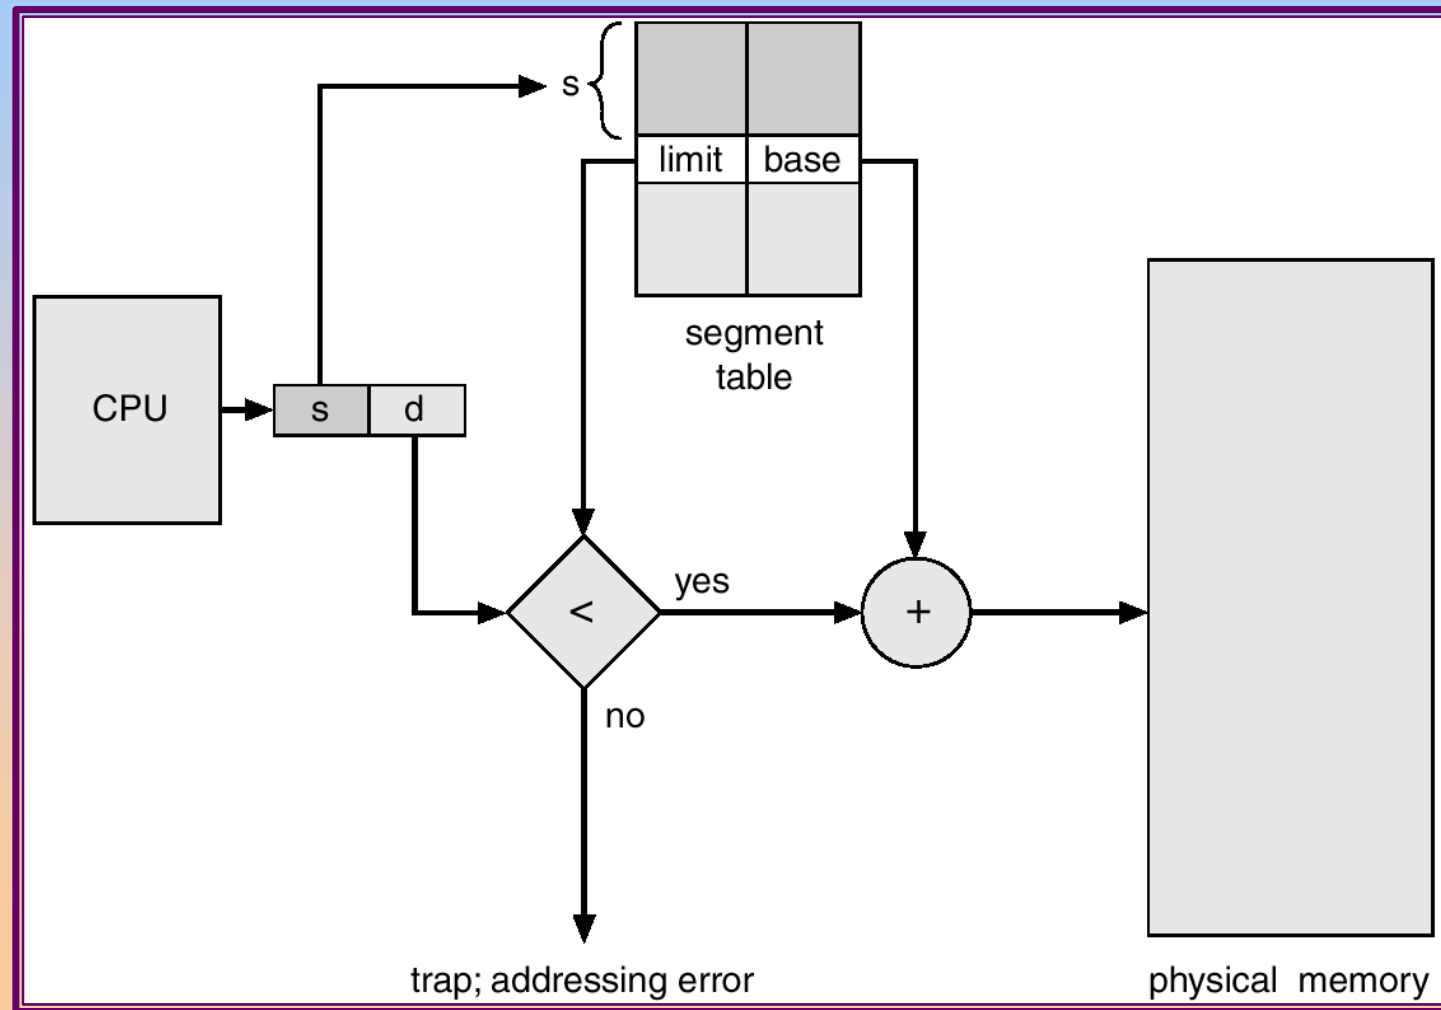 s
limit base
segment
table
CPU
s d
yes
<
+
no
trap; addressing error
physical memory